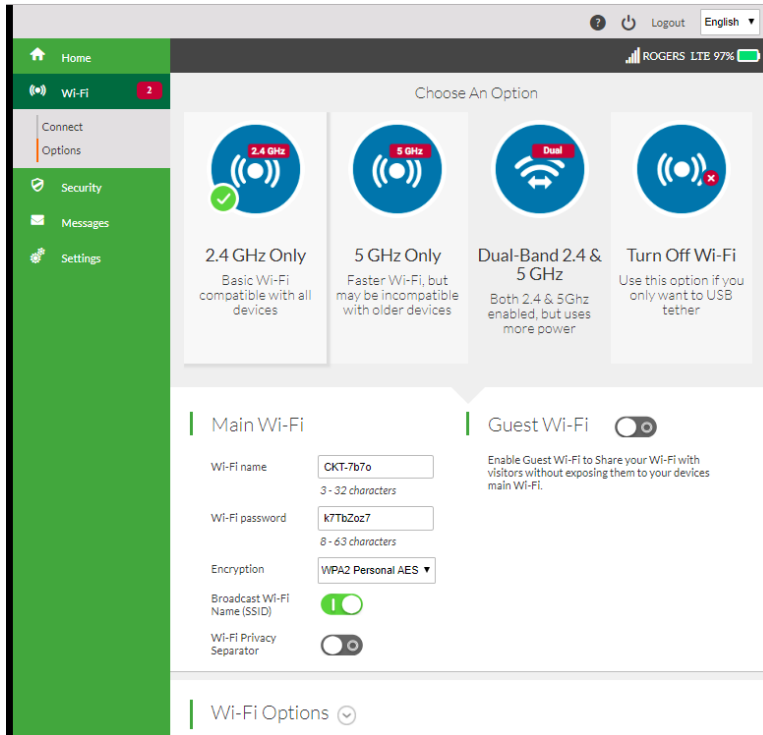 ? Logout English
Home
ROGERS LTE 97%
Wi-Fi 2
Choose An Option
Connect
Options
Security
Messages
Settings
2.4 GHz
5 GHz
Dual
2.4 GHz Only
Basic Wi-Fi
compatible with all
devices
5 GHz Only
Faster Wi-Fi, but
may be incompatible
with older devices
Dual-Band 2.4 &
5 GHz
Both 2.4 & 5Ghz
enabled, but uses
more power
Turn Off Wi-Fi
Use this option if you
only want to USB
tether
Main Wi-Fi
Wi-Fi name CKT-7b7o
3 - 32 characters
Wi-Fi password k7TbZoz7
8 - 63 characters
Encryption WPA2 Personal AES
Broadcast Wi-Fi
Name (SSID)
Wi-Fi Privacy
Separator
Guest Wi-Fi
Enable Guest Wi-Fi to Share your Wi-Fi with
visitors without exposing them to your devices
main Wi-Fi.
Wi-Fi Options